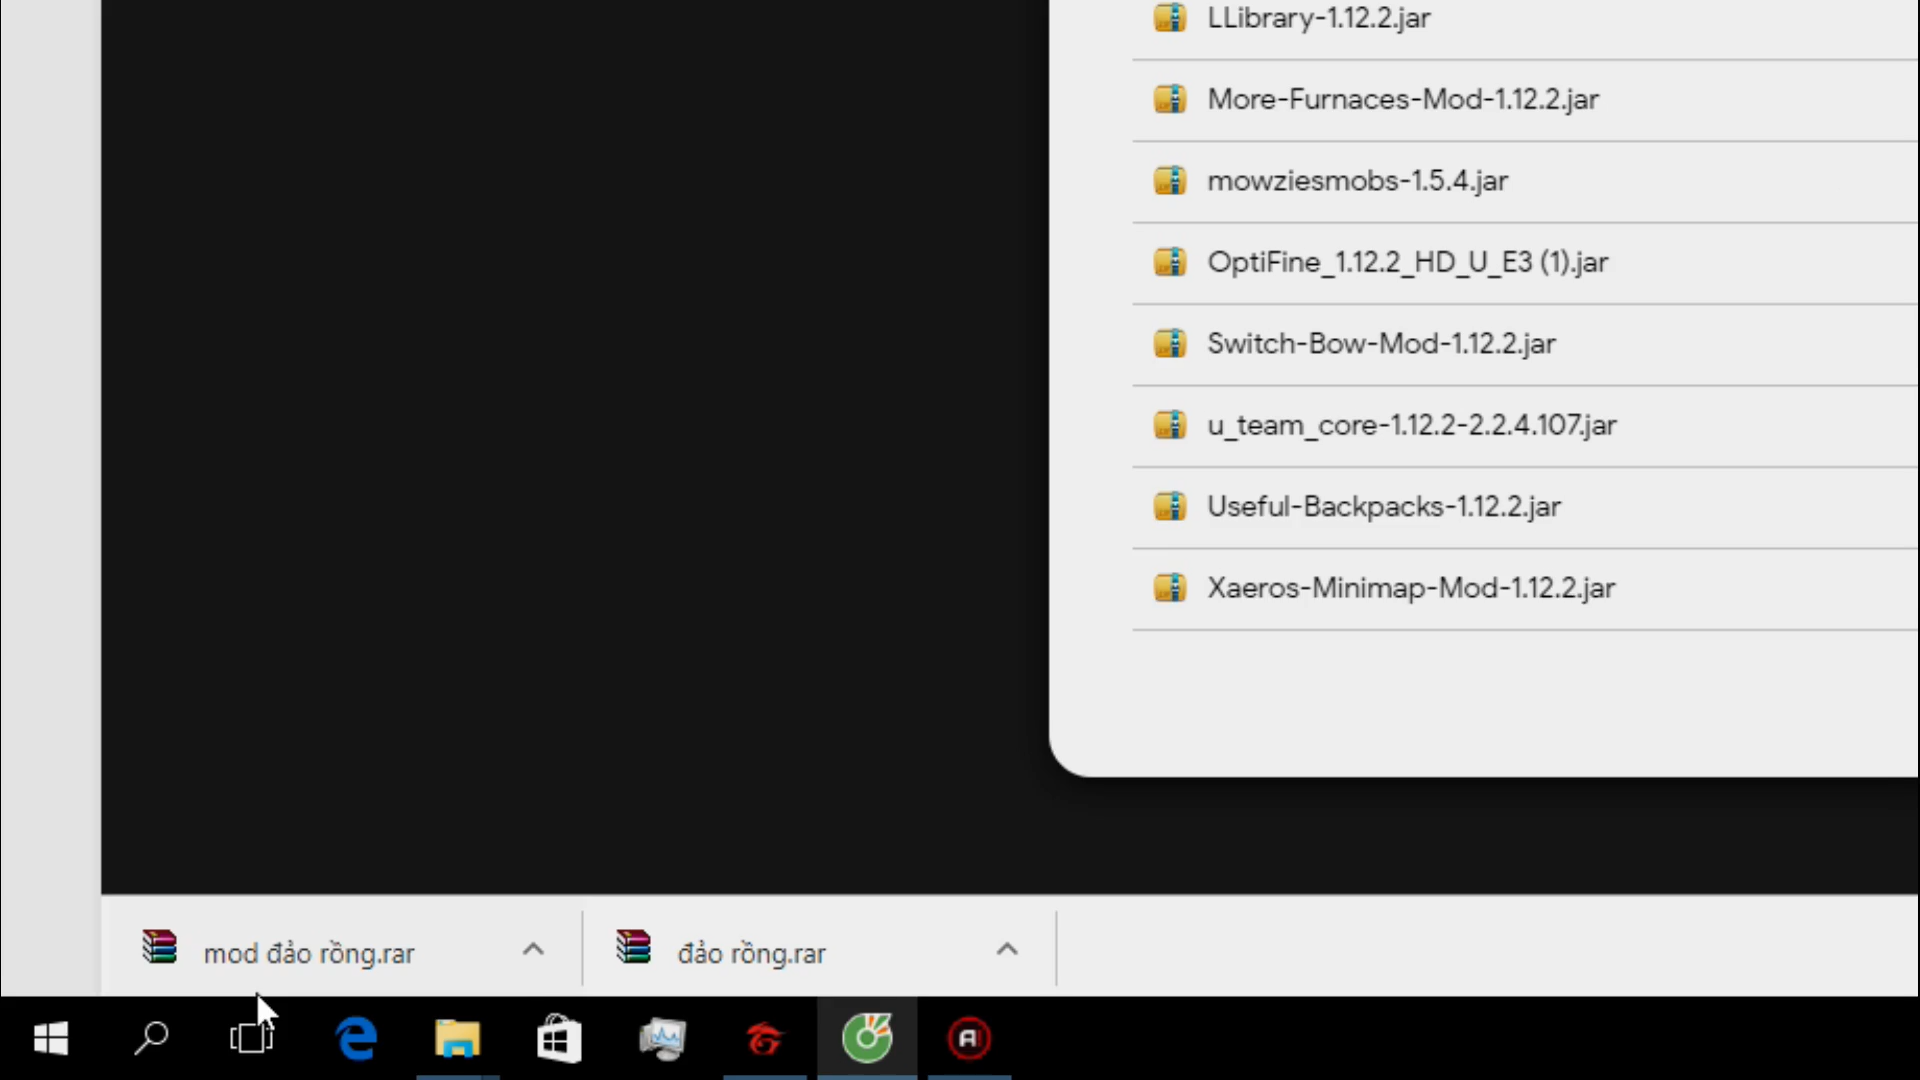 LLibrary-1.12.2.jar
More-Furnaces-Mod-1.12.2.jar
mowziesmobs-1.5.4.jar
OptiFine_1.12.2_HD_U_E3 (1).jar
Switch-Bow-Mod-1.12.2.jar
u_team_core-1.12.2-2.2.4.107.jar
Useful-Backpacks-1.12.2.jar
Xaeros-Minimap-Mod-1.12.2.jar
mod đảo rồng.rar
đảo rồng.rar